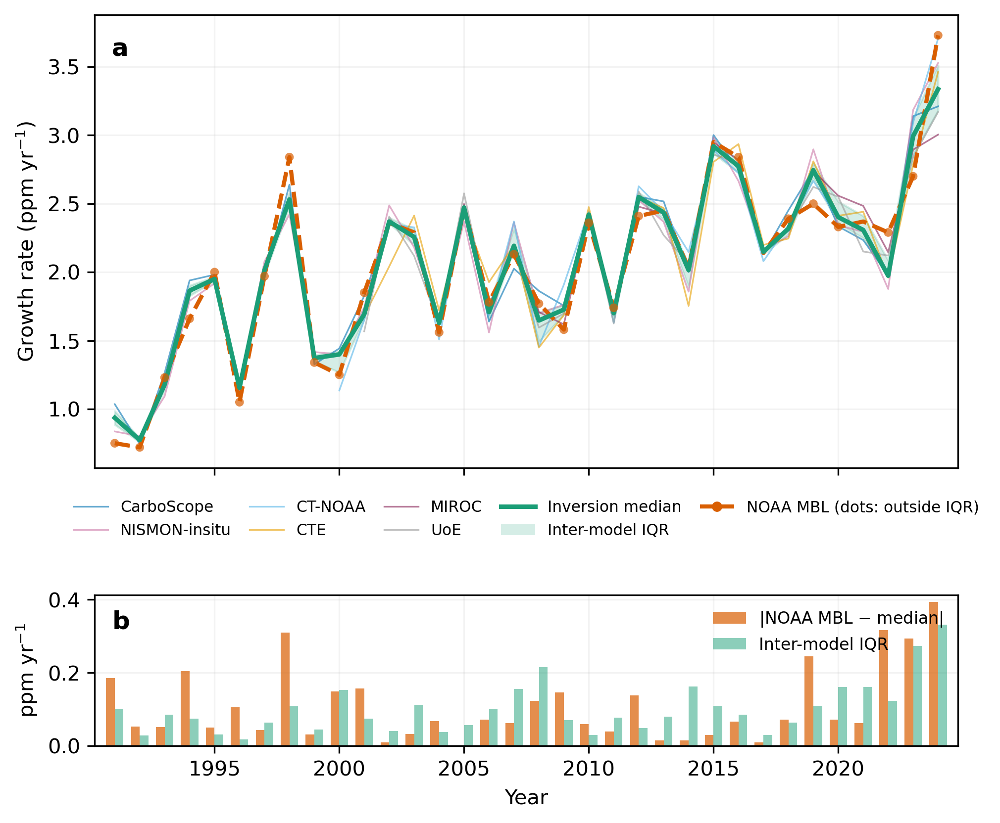 a
3.5
3.0
2.5
2.0
1.5
1.0
Growth rate (ppm yr⁻¹)
CarboScope
CT-NOAA
MIROC
Inversion median
NOAA MBL (dots: outside IQR)
NISMON-insitu
CTE
UoE
Inter-model IQR
b
0.4
0.2
0.0
ppm yr⁻¹
|NOAA MBL − median|
Inter-model IQR
1995 2000 2005 2010 2015 2020
Year